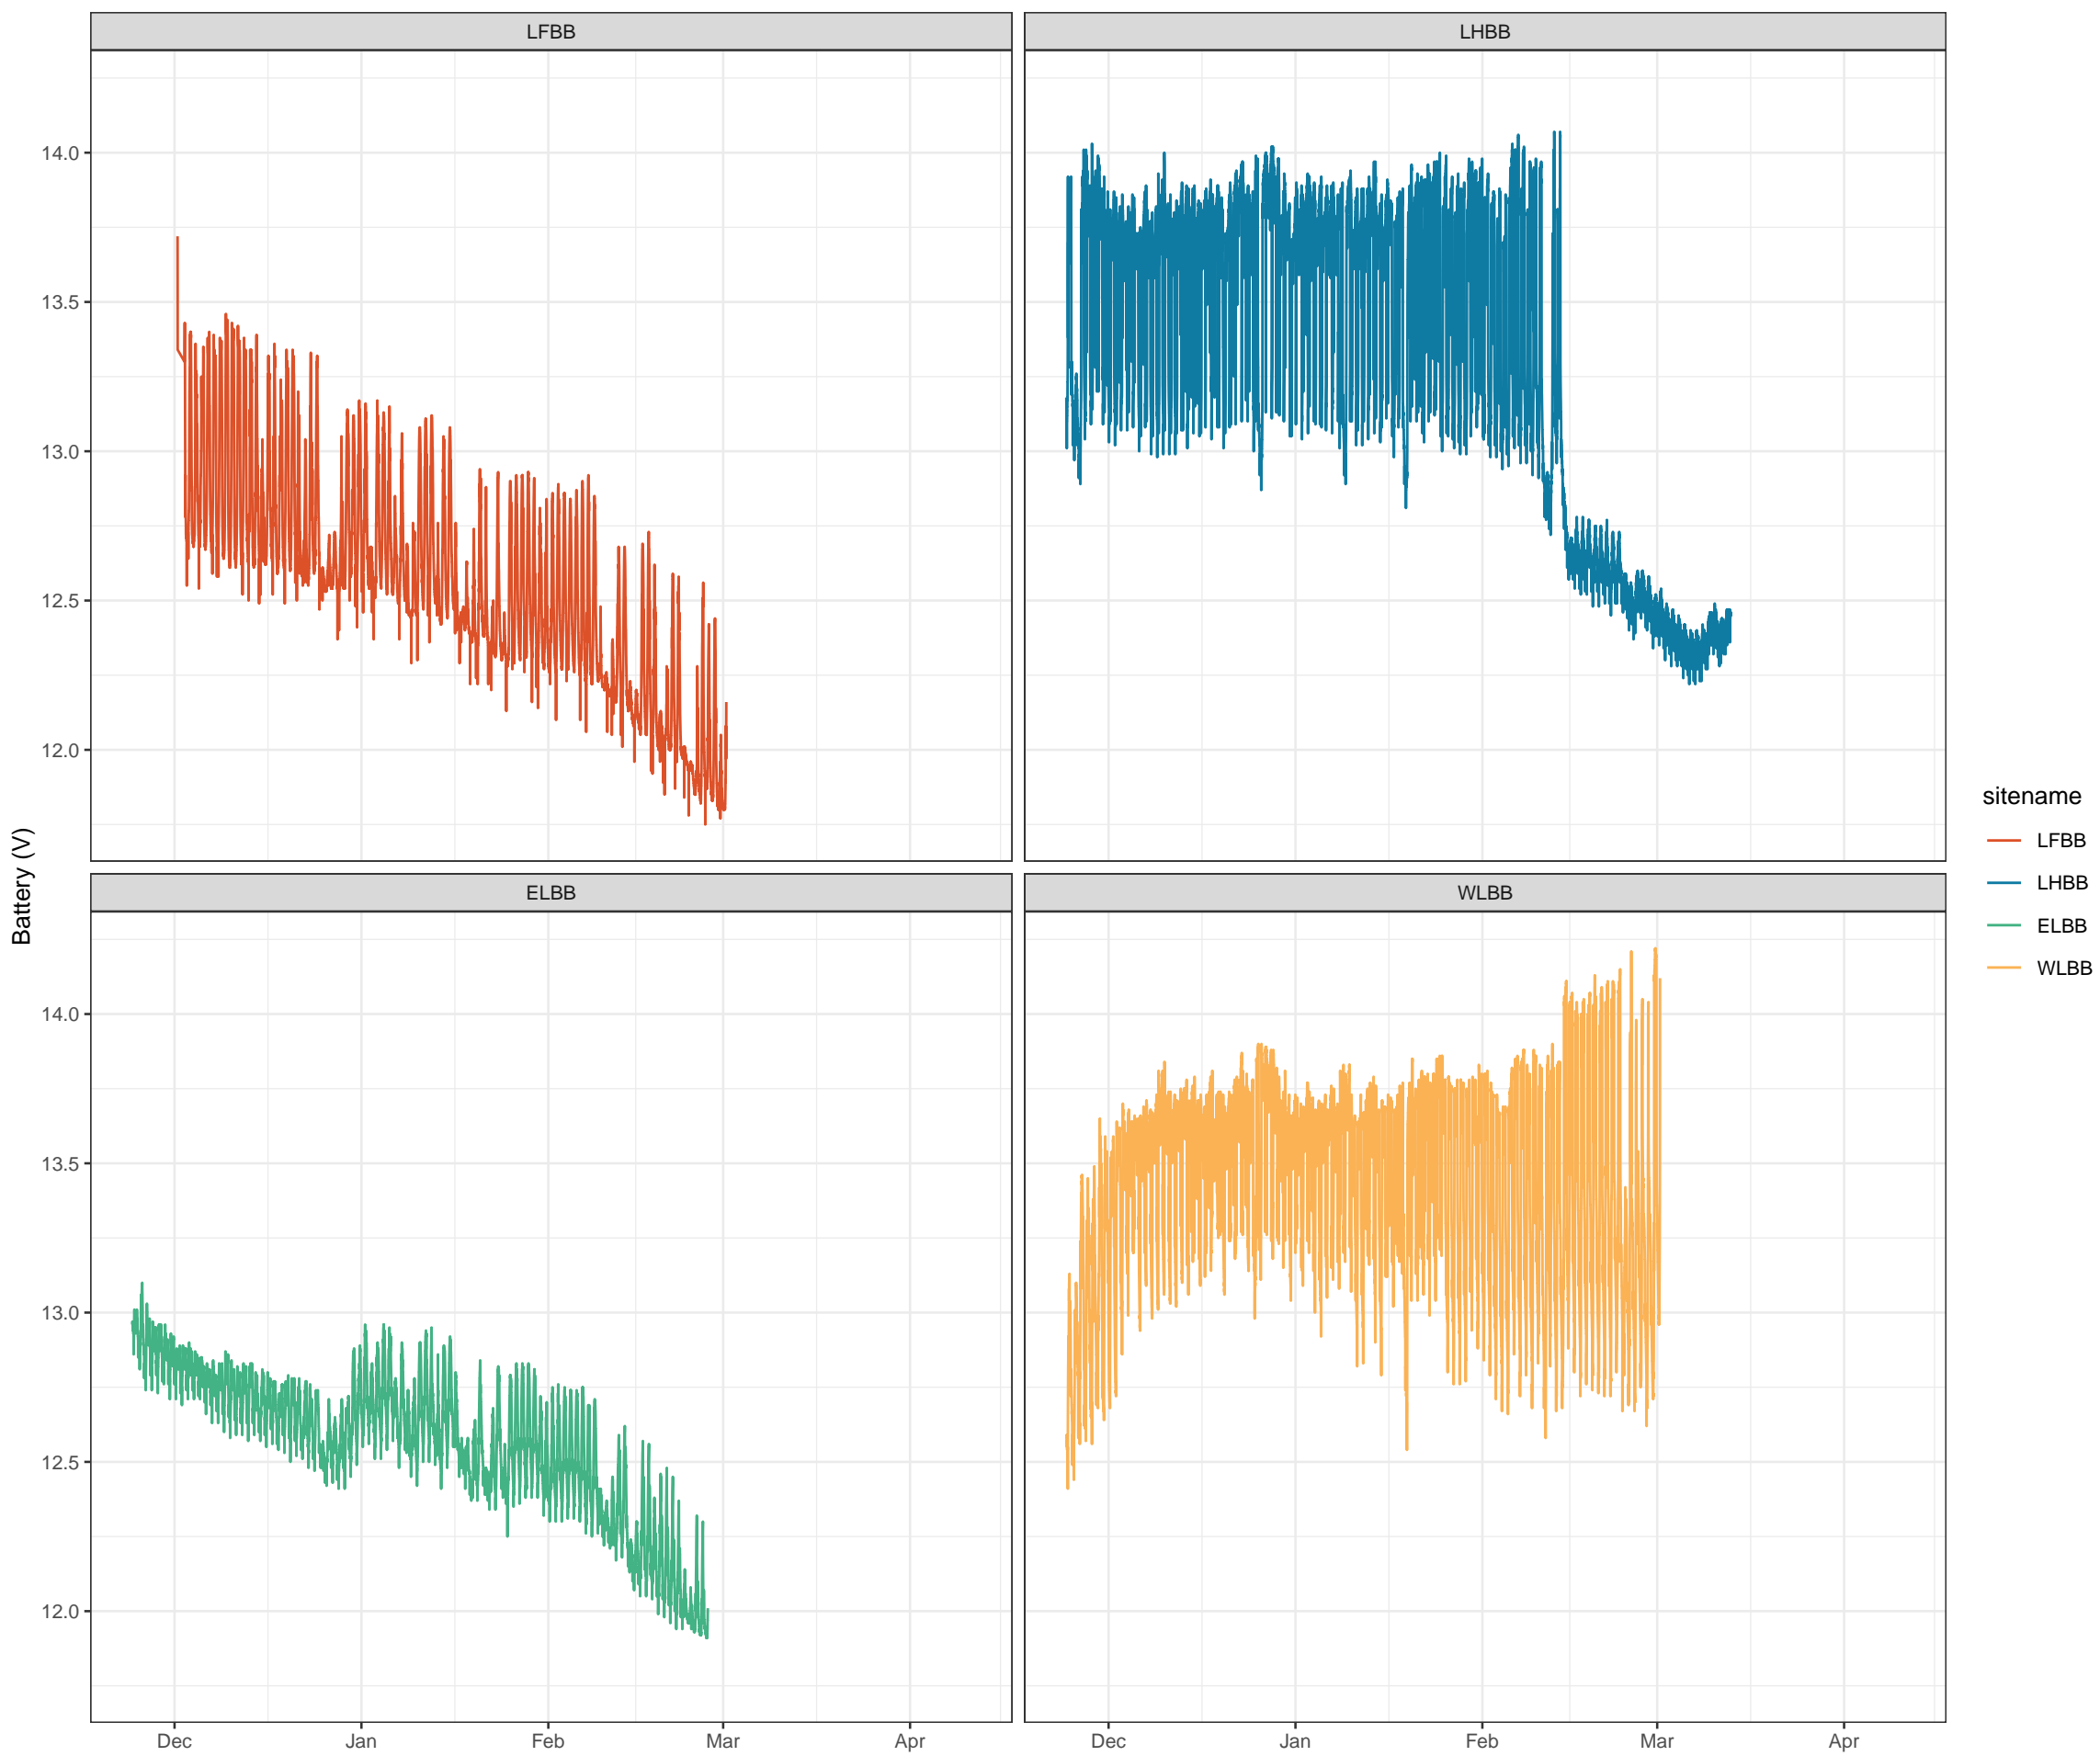 LFBB
LHBB
14.0
13.5
13.0
12.5
12.0
ELBB
WLBB
14.0
13.5
13.0
12.5
12.0
Dec
Jan
Feb
Mar
Apr
Dec
Jan
Feb
Mar
Apr
Battery (V)
sitename
LFBB
LHBB
ELBB
WLBB